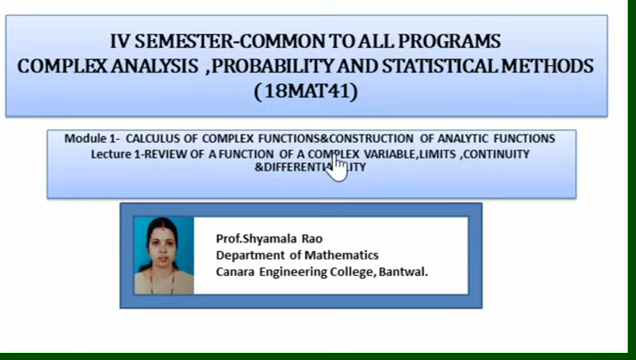 IV SEMESTER-COMMON TO ALL PROGRAMS
COMPLEX ANALYSIS ,PROBABILITY AND STATISTICAL METHODS
(18MAT41)
Module 1- CALCULUS OF COMPLEX FUNCTIONS&CONSTRUCTION OF ANALYTIC FUNCTIONS
Lecture 1-REVIEW OF A FUNCTION OF A COMPLEX VARIABLE,LIMITS ,CONTINUITY
&DIFFERENTIABILITY
Prof.Shyamala Rao
Department of Mathematics
Canara Engineering College, Bantwal.